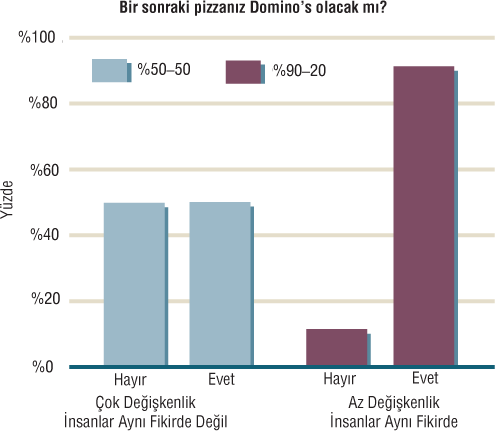 Bir sonraki pizzanız Domino’s olacak mı?
%100
%50–50
%90–20
%80
%60
%40
%20
%0
Yüzde
Hayır
Evet
Hayır
Evet
Çok Değişkenlik
İnsanlar Aynı Fikirde Değil
Az Değişkenlik
İnsanlar Aynı Fikirde